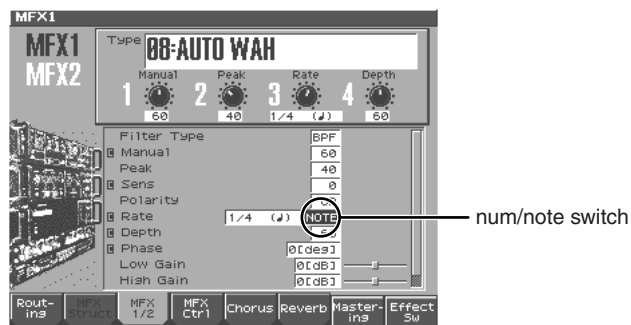 MFX1
MFX1
MFX2
Type 08:AUTO WAH
Manual Peak Rate Depth
1 2 3 4
60 40 1/4 (♩) 60
Filter Type BPF
Manual 60
Peak 40
Sens 0
Polarity
Rate 1/4 (♩) NOTE
num/note switch
Depth
Phase 0[deg]
Low Gain 0[dB]
High Gain 0[dB]
Rout-ing MFX Struct MFX 1/2 MFX Ctrl Chorus Reverb Master-ing Effect Sw